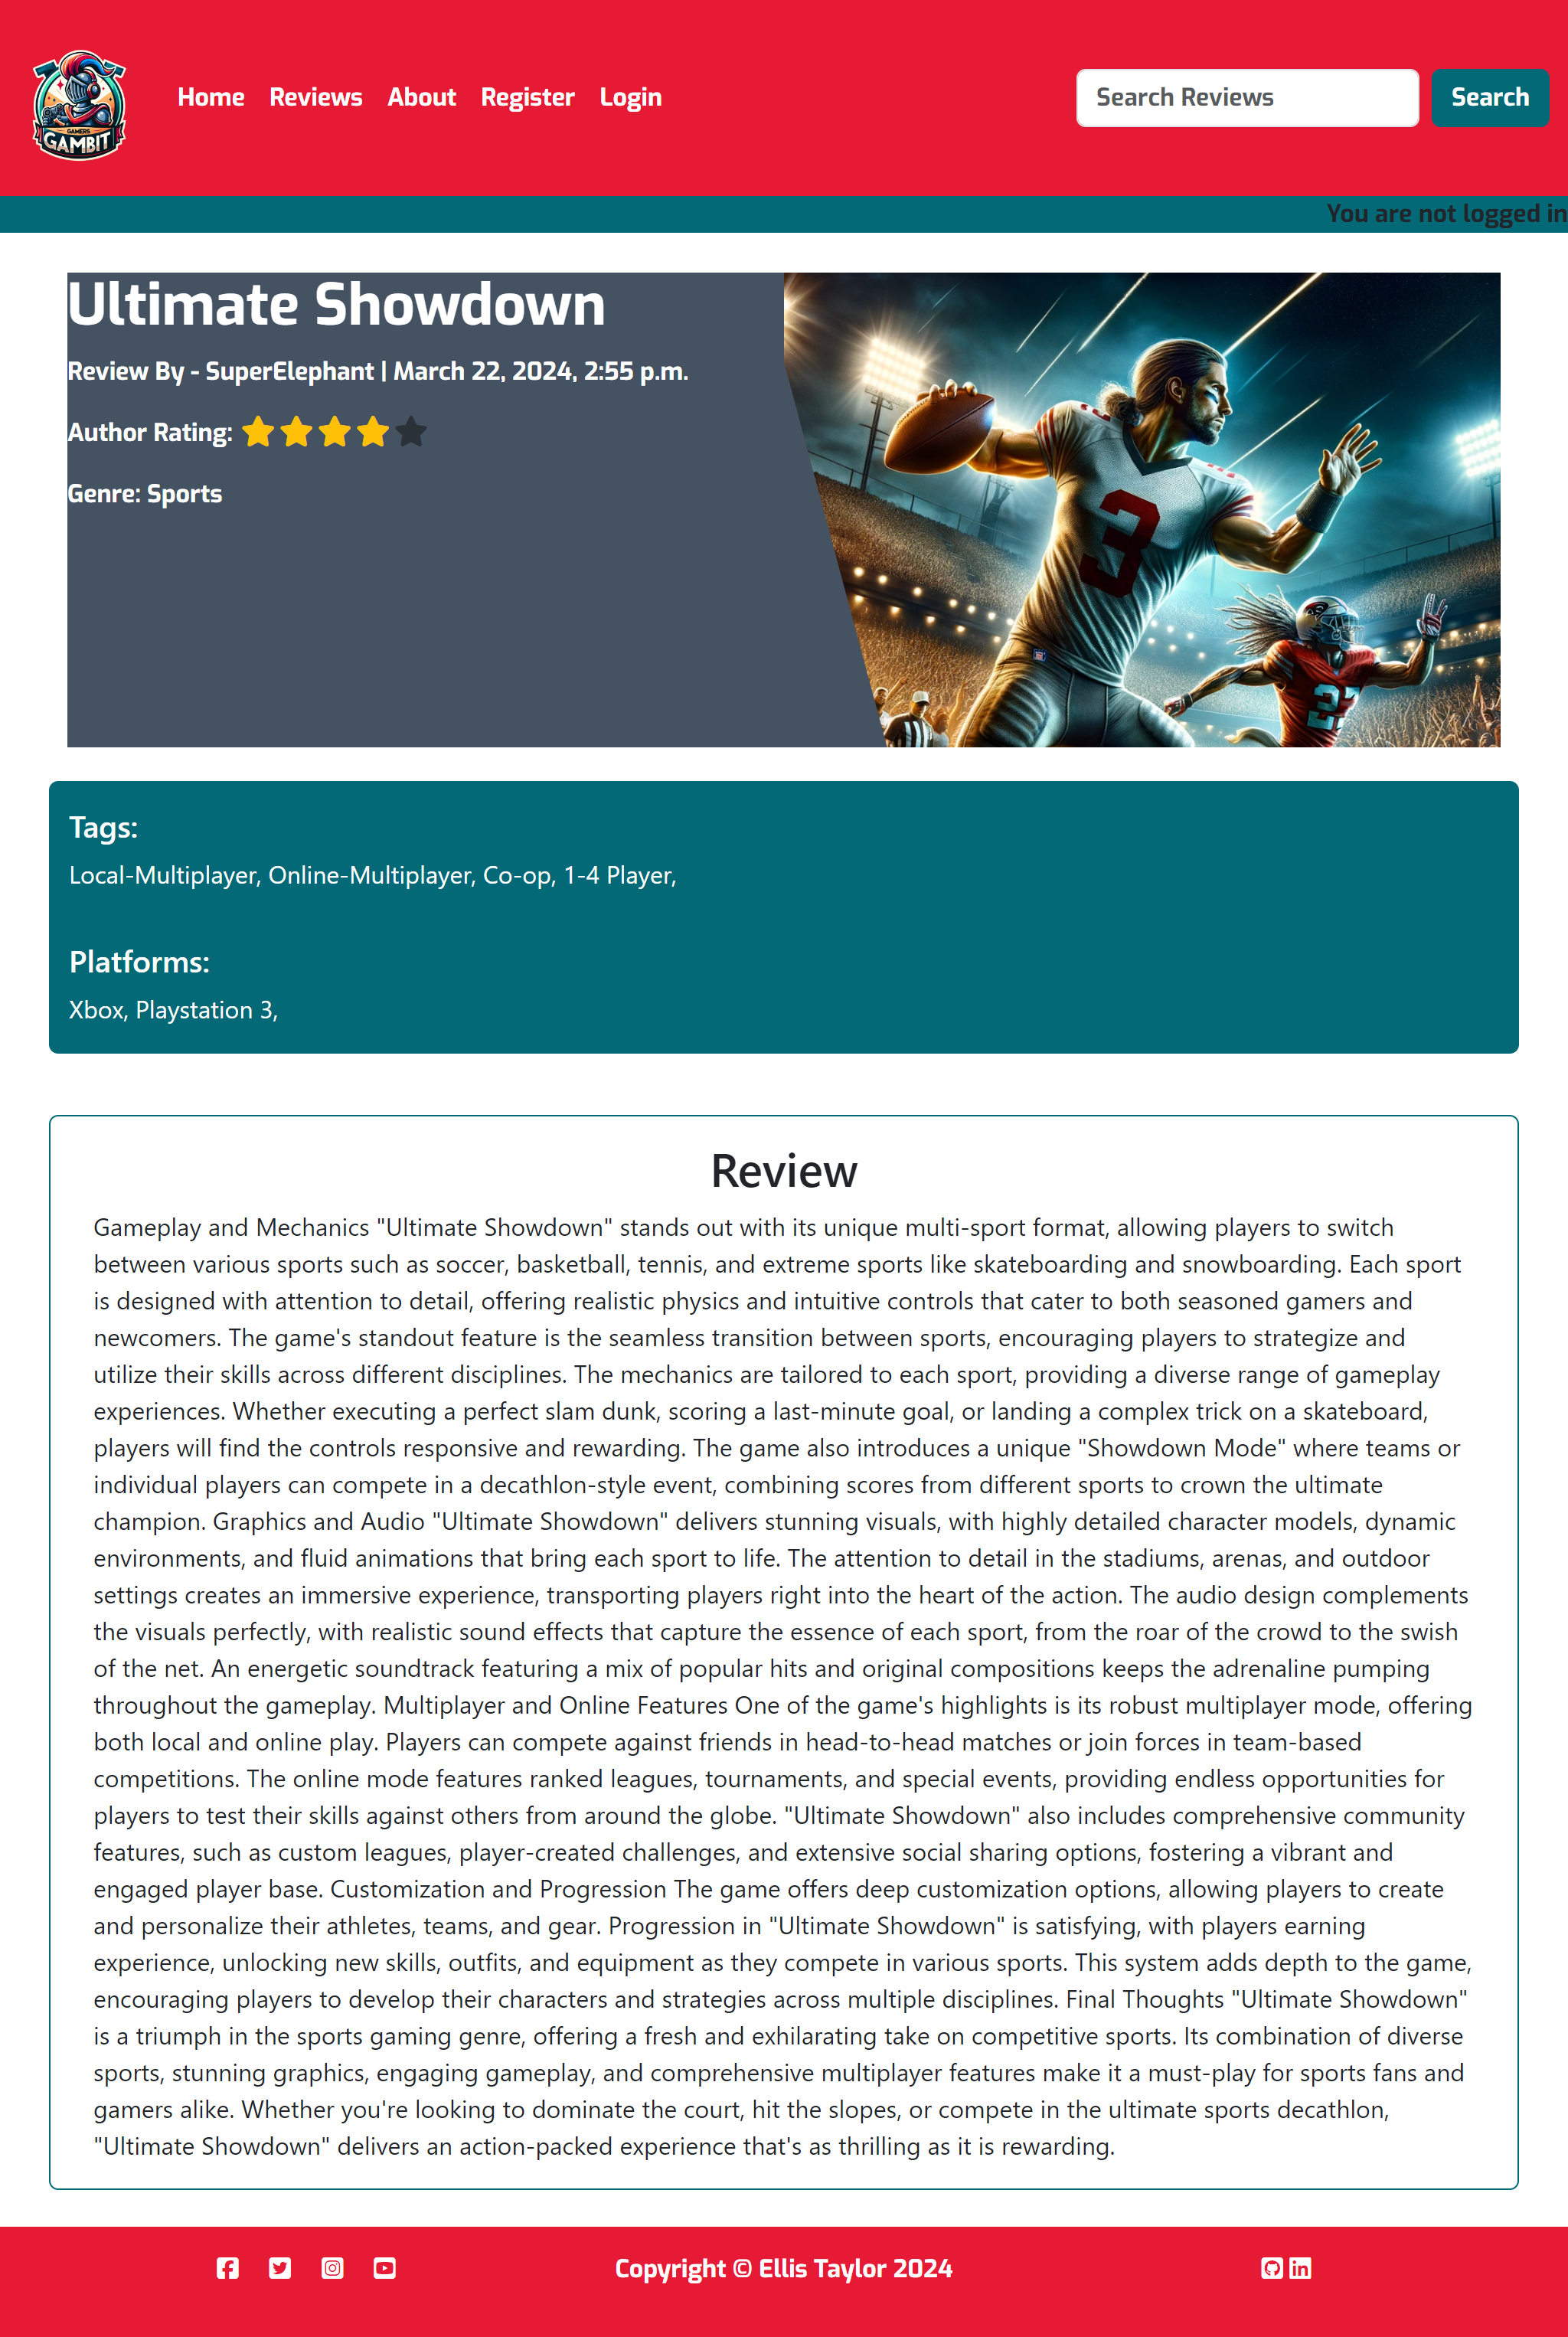 GAMERS
GAMBIT
Home Reviews About Register Login
Search Reviews
Search
You are not logged in
Ultimate Showdown
Review By - SuperElephant | March 22, 2024, 2:55 p.m.
Author Rating:
Genre: Sports
3
27
Tags:
Local-Multiplayer, Online-Multiplayer, Co-op, 1-4 Player,
Platforms:
Xbox, Playstation 3,
Review
Gameplay and Mechanics "Ultimate Showdown" stands out with its unique multi-sport format, allowing players to switch
between various sports such as soccer, basketball, tennis, and extreme sports like skateboarding and snowboarding. Each sport
is designed with attention to detail, offering realistic physics and intuitive controls that cater to both seasoned gamers and
newcomers. The game's standout feature is the seamless transition between sports, encouraging players to strategize and
utilize their skills across different disciplines. The mechanics are tailored to each sport, providing a diverse range of gameplay
experiences. Whether executing a perfect slam dunk, scoring a last-minute goal, or landing a complex trick on a skateboard,
players will find the controls responsive and rewarding. The game also introduces a unique "Showdown Mode" where teams or
individual players can compete in a decathlon-style event, combining scores from different sports to crown the ultimate
champion. Graphics and Audio "Ultimate Showdown" delivers stunning visuals, with highly detailed character models, dynamic
environments, and fluid animations that bring each sport to life. The attention to detail in the stadiums, arenas, and outdoor
settings creates an immersive experience, transporting players right into the heart of the action. The audio design complements
the visuals perfectly, with realistic sound effects that capture the essence of each sport, from the roar of the crowd to the swish
of the net. An energetic soundtrack featuring a mix of popular hits and original compositions keeps the adrenaline pumping
throughout the gameplay. Multiplayer and Online Features One of the game's highlights is its robust multiplayer mode, offering
both local and online play. Players can compete against friends in head-to-head matches or join forces in team-based
competitions. The online mode features ranked leagues, tournaments, and special events, providing endless opportunities for
players to test their skills against others from around the globe. "Ultimate Showdown" also includes comprehensive community
features, such as custom leagues, player-created challenges, and extensive social sharing options, fostering a vibrant and
engaged player base. Customization and Progression The game offers deep customization options, allowing players to create
and personalize their athletes, teams, and gear. Progression in "Ultimate Showdown" is satisfying, with players earning
experience, unlocking new skills, outfits, and equipment as they compete in various sports. This system adds depth to the game,
encouraging players to develop their characters and strategies across multiple disciplines. Final Thoughts "Ultimate Showdown"
is a triumph in the sports gaming genre, offering a fresh and exhilarating take on competitive sports. Its combination of diverse
sports, stunning graphics, engaging gameplay, and comprehensive multiplayer features make it a must-play for sports fans and
gamers alike. Whether you're looking to dominate the court, hit the slopes, or compete in the ultimate sports decathlon,
"Ultimate Showdown" delivers an action-packed experience that's as thrilling as it is rewarding.
Copyright © Ellis Taylor 2024